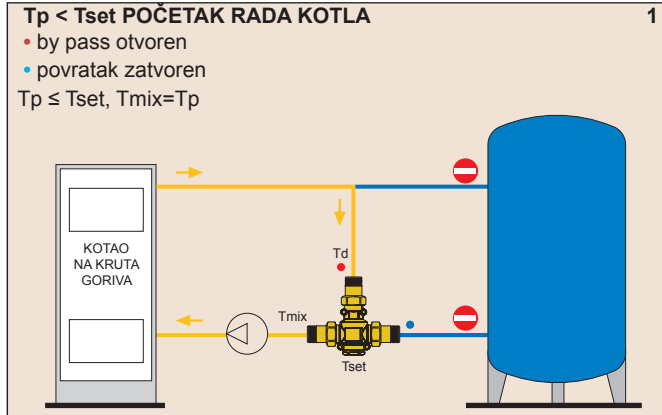 Tp < Tset POČETAK RADA KOTLA 1
• by pass otvoren
• povratak zatvoren
Tp ≤ Tset, Tmix=Tp
KOTAO
NA KRUTA
GORIVA
Td
Tmix
Tset